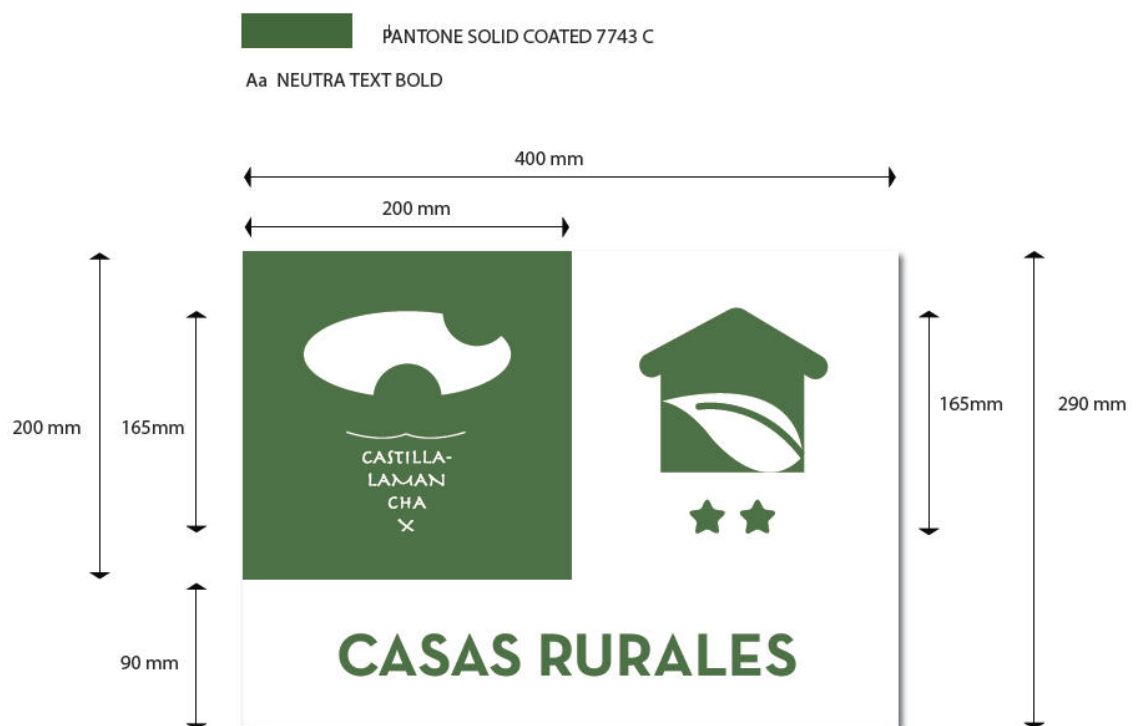 PANTONE SOLID COATED 7743 C
Aa NEUTRA TEXT BOLD
400 mm
200 mm
200 mm
165mm
CASTILLA-
LAMAN
CHA
X
165mm
290 mm
90 mm
CASAS RURALES